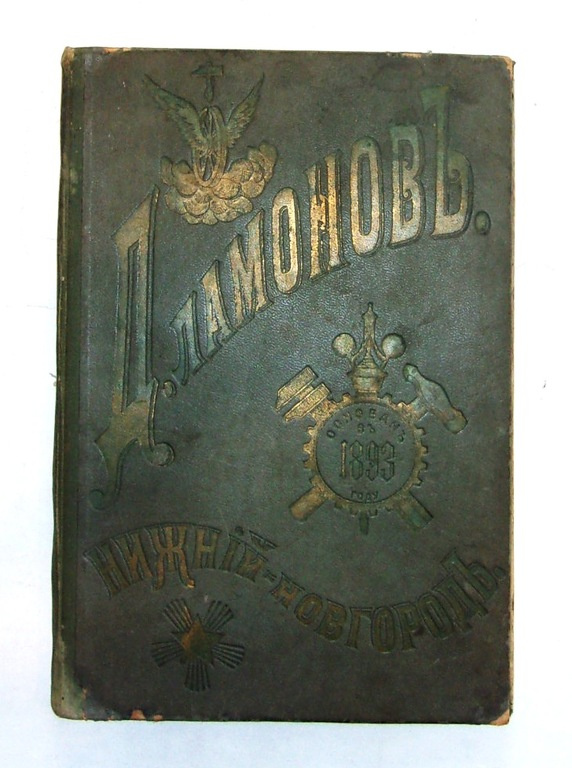 Д. ЛАМОНОВЪ.
ОСНОВАНЪ
ВЪ
1893
ГОДУ
НИЖНІЙ-НОВГОРОДЪ.